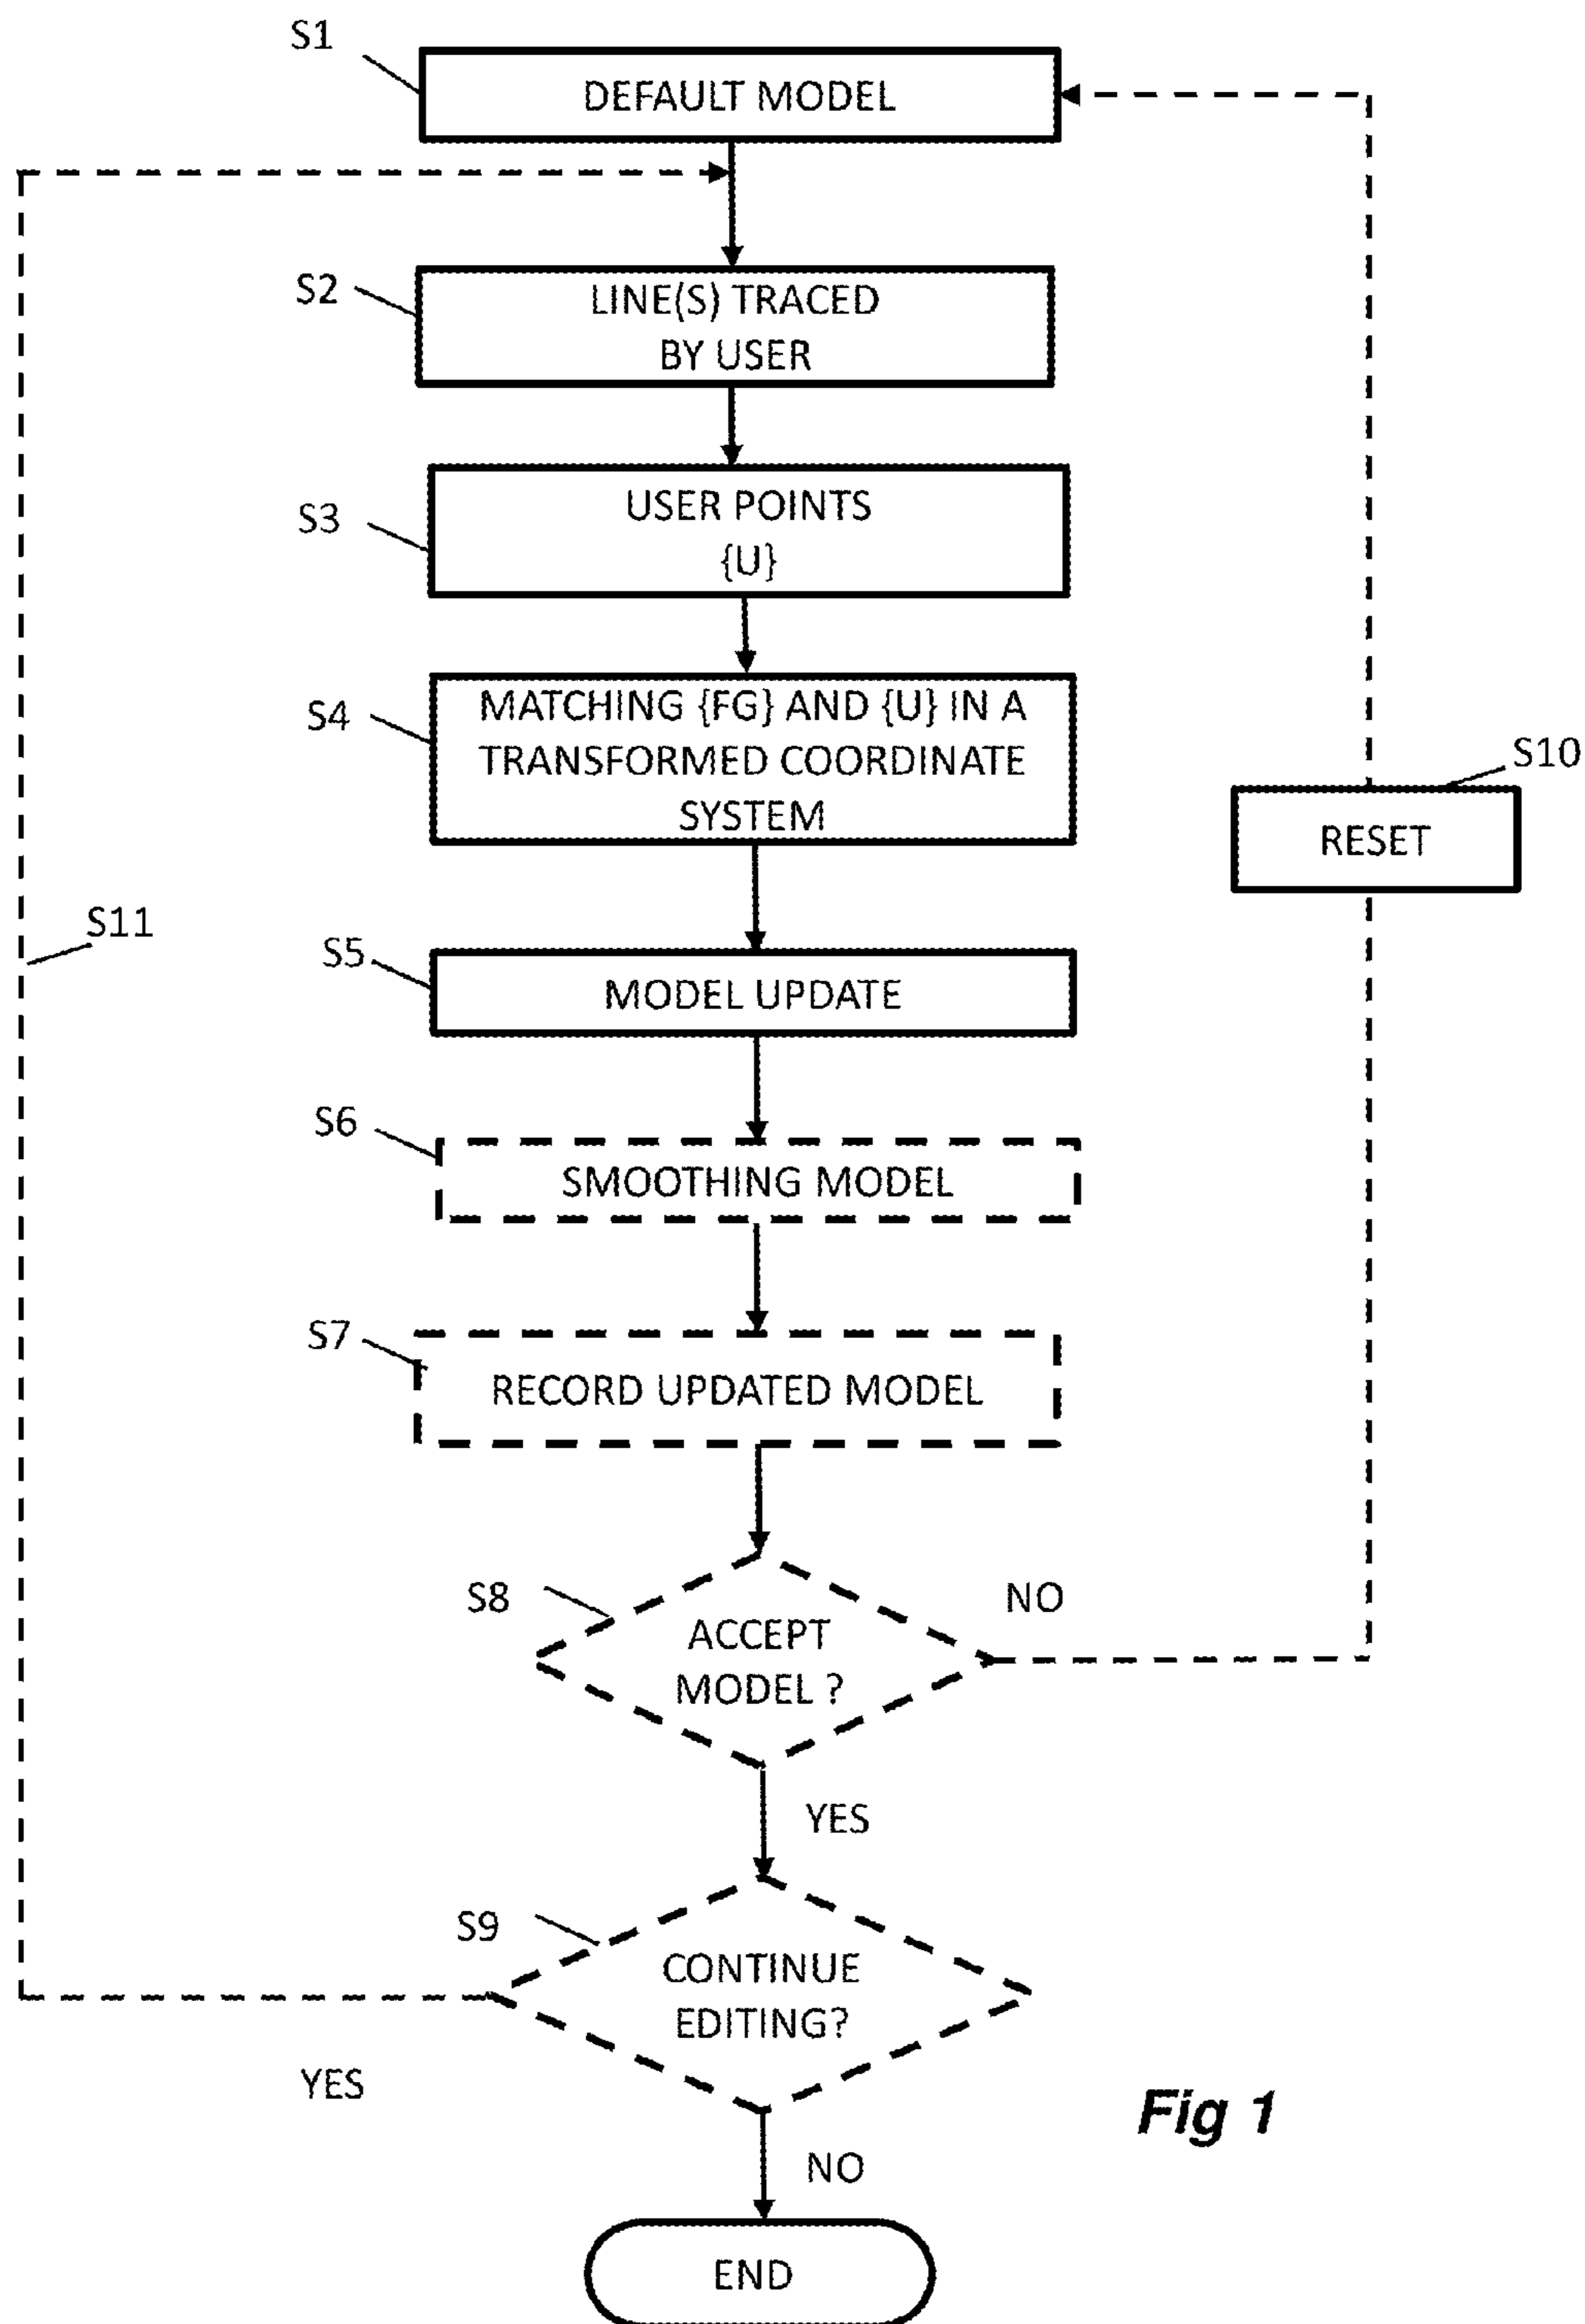 S1
DEFAULT MODEL
S2
LINE(S) TRACED
BY USER
S3
USER POINTS
{U}
S4
MATCHING {FG} AND {U} IN A
TRANSFORMED COORDINATE
SYSTEM
S10
RESET
S11
S5
MODEL UPDATE
S6
SMOOTHING MODEL
S7
RECORD UPDATED MODEL
S8
ACCEPT
MODEL ?
NO
YES
S9
CONTINUE
EDITING?
YES
NO
Fig 1
END